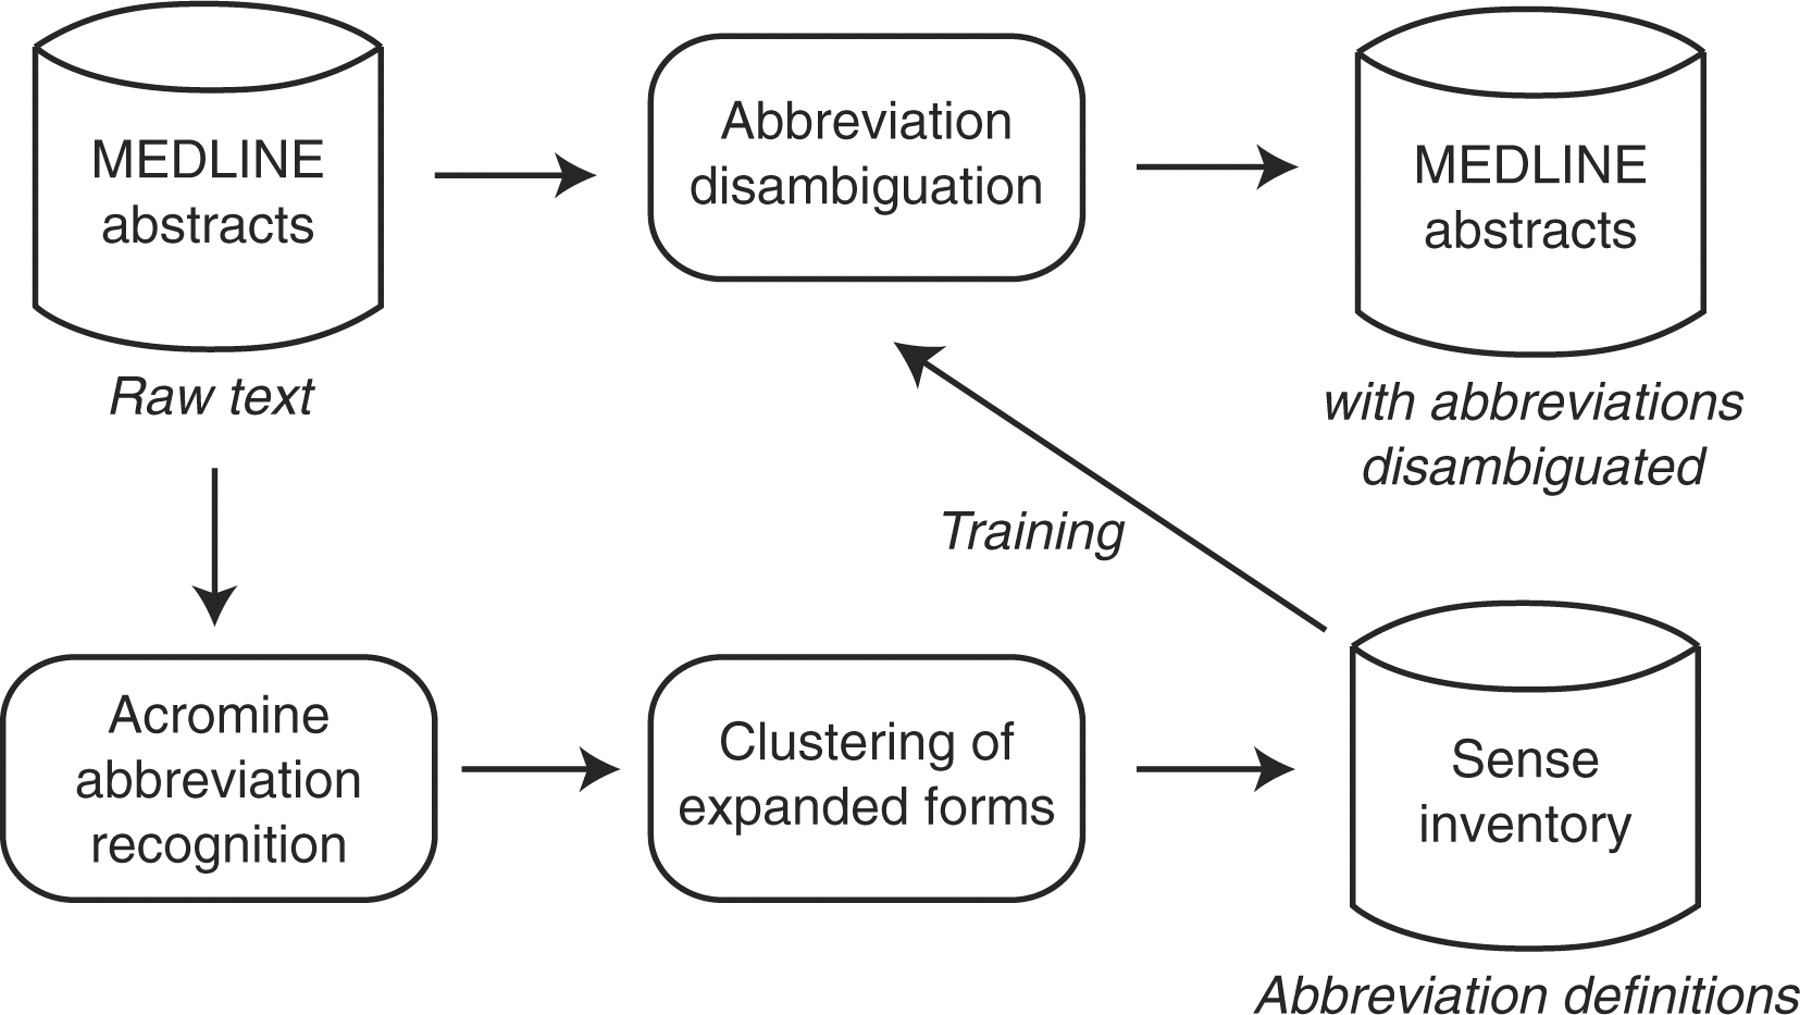 MEDLINE
abstracts
Raw text
Abbreviation
disambiguation
MEDLINE
abstracts
with abbreviations
disambiguated
Training
Acromine
abbreviation
recognition
Clustering of
expanded forms
Sense
inventory
Abbreviation definitions